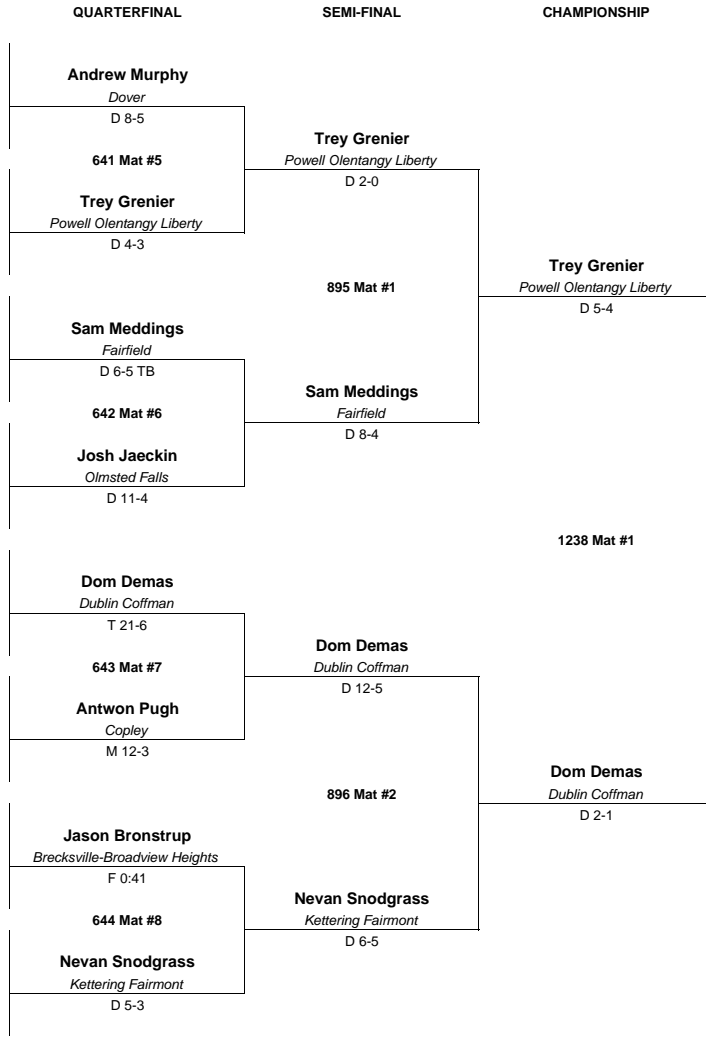 QUARTERFINAL
SEMI-FINAL
CHAMPIONSHIP
Andrew Murphy
Dover
D 8-5
641 Mat #5
Trey Grenier
Powell Olentangy Liberty
D 4-3
Trey Grenier
Powell Olentangy Liberty
D 2-0
895 Mat #1
Sam Meddings
Fairfield
D 6-5 TB
642 Mat #6
Josh Jaeckin
Olmsted Falls
D 11-4
Sam Meddings
Fairfield
D 8-4
Trey Grenier
Powell Olentangy Liberty
D 5-4
1238 Mat #1
Dom Demas
Dublin Coffman
T 21-6
643 Mat #7
Antwon Pugh
Copley
M 12-3
Dom Demas
Dublin Coffman
D 12-5
896 Mat #2
Jason Bronstrup
Brecksville-Broadview Heights
F 0:41
644 Mat #8
Nevan Snodgrass
Kettering Fairmont
D 5-3
Nevan Snodgrass
Kettering Fairmont
D 6-5
Dom Demas
Dublin Coffman
D 2-1